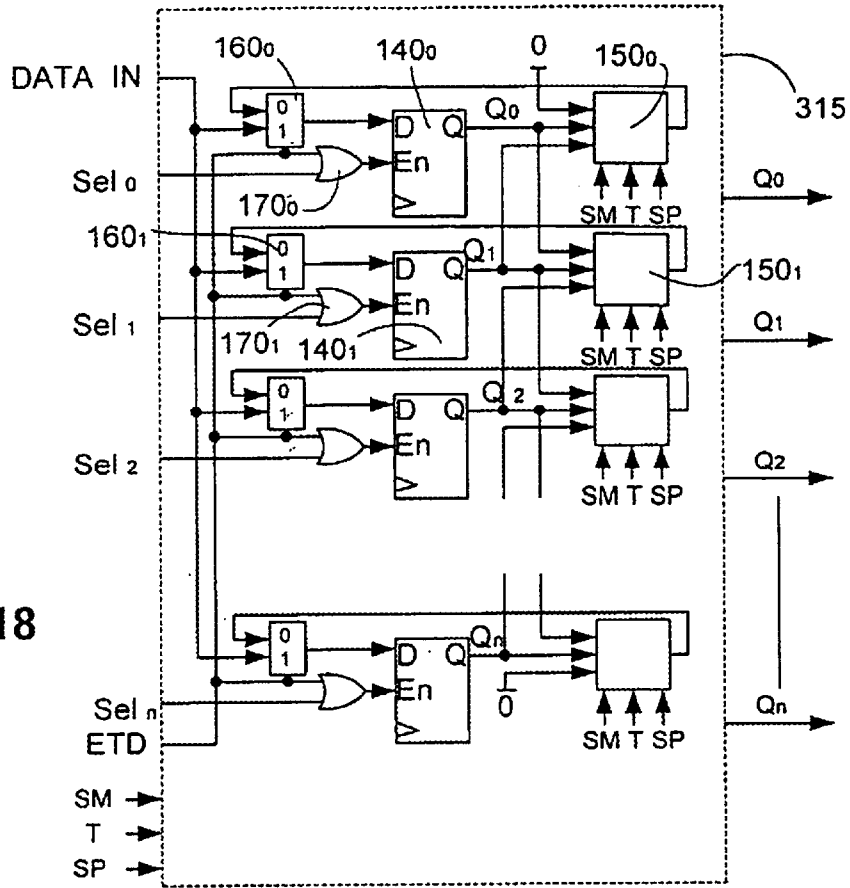 160₀
140₀
0
150₀
315
DATA IN
0
1
D
Q
Q₀
En
Sel ₀
170₀
SM T SP
Q₀
160₁
0
1
D
Q
Q₁
En
150₁
Sel ₁
170₁
140₁
SM T SP
Q₁
0
1
D
Q
Q ₂
En
Sel ₂
SM T SP
Q₂
18
0
1
D
Q
Qₙ
En
0
Sel ₙ
SM T SP
Qₙ
ETD
SM
T
SP